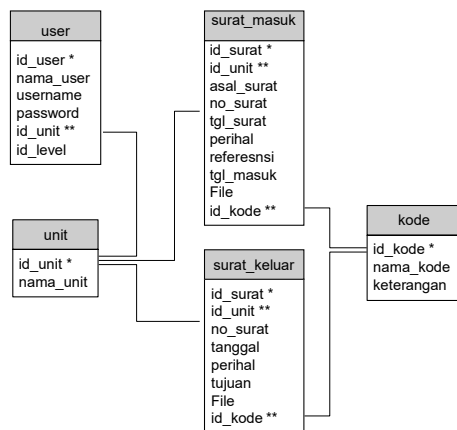 user
id_user *
nama_user
username
password
id_unit **
id_level
surat_masuk
id_surat *
id_unit **
asal_surat
no_surat
tgl_surat
perihal
referesnsi
tgl_masuk
File
id_kode **
unit
id_unit *
nama_unit
surat_keluar
id_surat *
id_unit **
no_surat
tanggal
perihal
tujuan
File
id_kode **
kode
id_kode *
nama_kode
keterangan